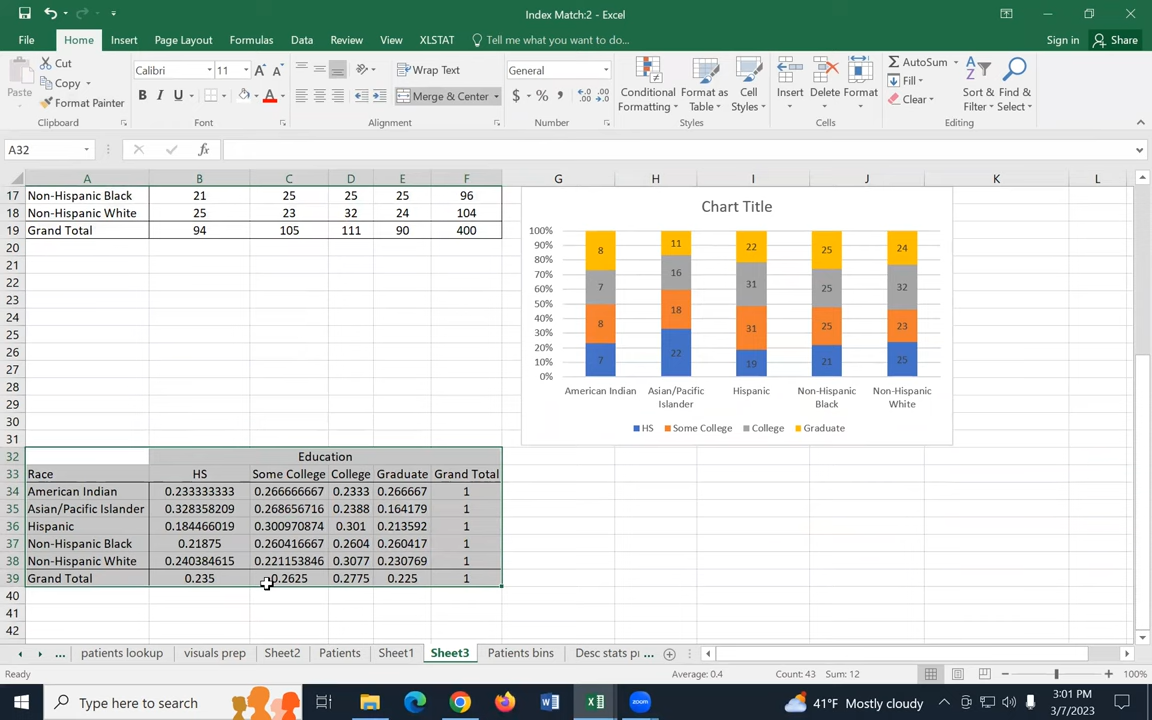 Index Match:2 - Excel
File Home Insert Page Layout Formulas Data Review View XLSTAT Tell me what you want to do... Sign in Share
Paste Cut Copy Format Painter
Calibri 11 Wrap Text Merge & Center General
B I U A $ % ,
Conditional Formatting Format as Table Cell Styles Insert Delete Format AutoSum Fill Clear Sort & Filter Find & Select
Clipboard Font Alignment Number Styles Cells Editing
A32 fx
A B C D E F G H I J K L
17 Non-Hispanic Black 21 25 25 25 96
18 Non-Hispanic White 25 23 32 24 104
19 Grand Total 94 105 111 90 400
20
21
22
23
24
25
26
27
28
29
30
31
Chart Title
100%
90%
80%
70%
60%
50%
40%
30%
20%
10%
0%
8 11 22 25 24
7 16 31 25 32
8 18 31 25 23
7 22 19 21 25
American Indian Asian/Pacific Islander Hispanic Non-Hispanic Black Non-Hispanic White
HS Some College College Graduate
32 Education
33 Race HS Some College College Graduate Grand Total
34 American Indian 0.233333333 0.266666667 0.2333 0.266667 1
35 Asian/Pacific Islander 0.328358209 0.268656716 0.2388 0.164179 1
36 Hispanic 0.184466019 0.300970874 0.301 0.213592 1
37 Non-Hispanic Black 0.21875 0.260416667 0.2604 0.260417 1
38 Non-Hispanic White 0.240384615 0.221153846 0.3077 0.230769 1
39 Grand Total 0.235 0.2625 0.2775 0.225 1
40
41
42
... patients lookup visuals prep Sheet2 Patients Sheet1 Sheet3 Patients bins Desc stats pi ...
Ready Average: 0.4 Count: 43 Sum: 12 100%
Type here to search 41°F Mostly cloudy 3:01 PM
3/7/2023